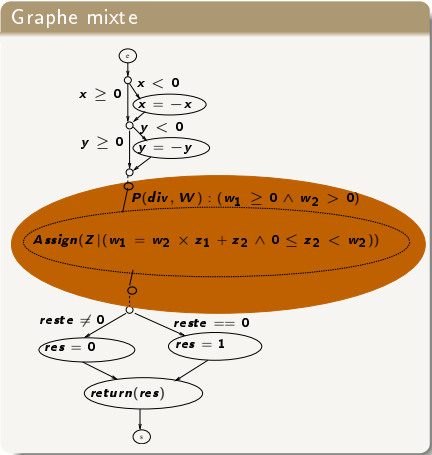 Graphe mixte
e
x < 0
x ≥ 0
x = −x
y < 0
y ≥ 0
y = −y
P(div, W) : (w₁ ≥ 0 ∧ w₂ > 0)
Assign(Z|(w₁ = w₂ × z₁ + z₂ ∧ 0 ≤ z₂ < w₂))
reste ≠ 0
reste == 0
res = 0
res = 1
return(res)
s